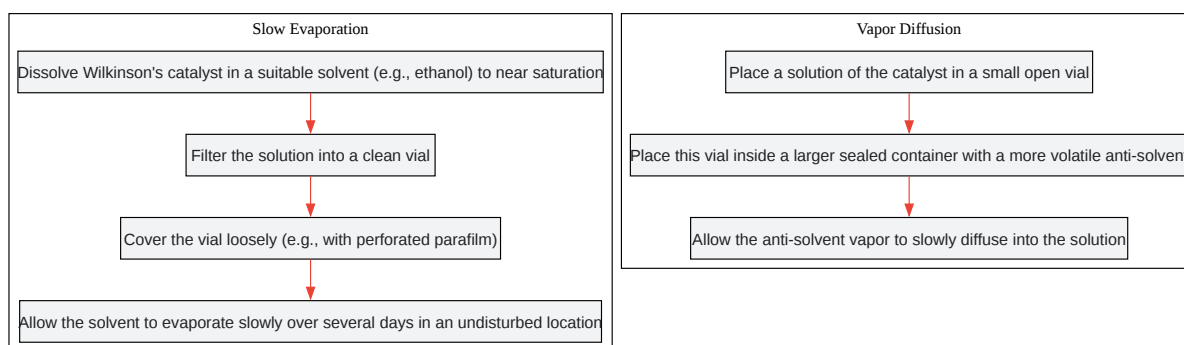 Slow Evaporation
Dissolve Wilkinson's catalyst in a suitable solvent (e.g., ethanol) to near saturation
Filter the solution into a clean vial
Cover the vial loosely (e.g., with perforated parafilm)
Allow the solvent to evaporate slowly over several days in an undisturbed location
Vapor Diffusion
Place a solution of the catalyst in a small open vial
Place this vial inside a larger sealed container with a more volatile anti-solvent
Allow the anti-solvent vapor to slowly diffuse into the solution